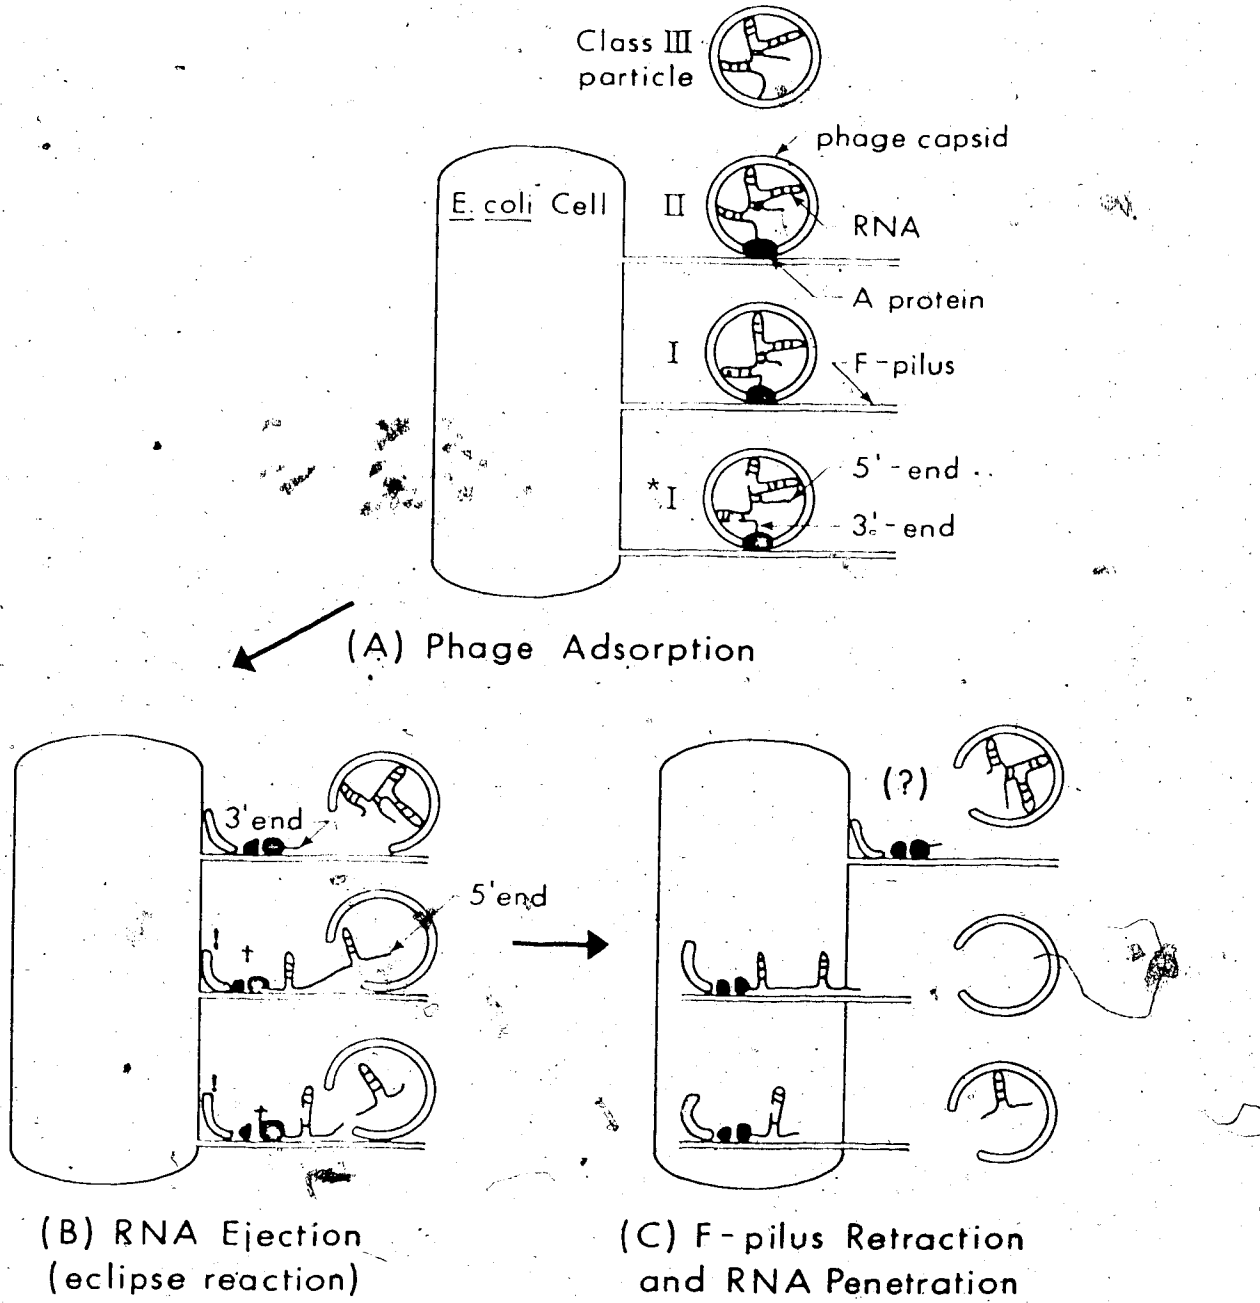 Class III
particle
phage capsid
E. coli Cell
II
RNA
A protein
I
F-pilus
*I
5'-end
3'-end
(A) Phage Adsorption
3'end
5'end
! †
! †
(?)
(B) RNA Ejection
(eclipse reaction)
(C) F-pilus Retraction
and RNA Penetration